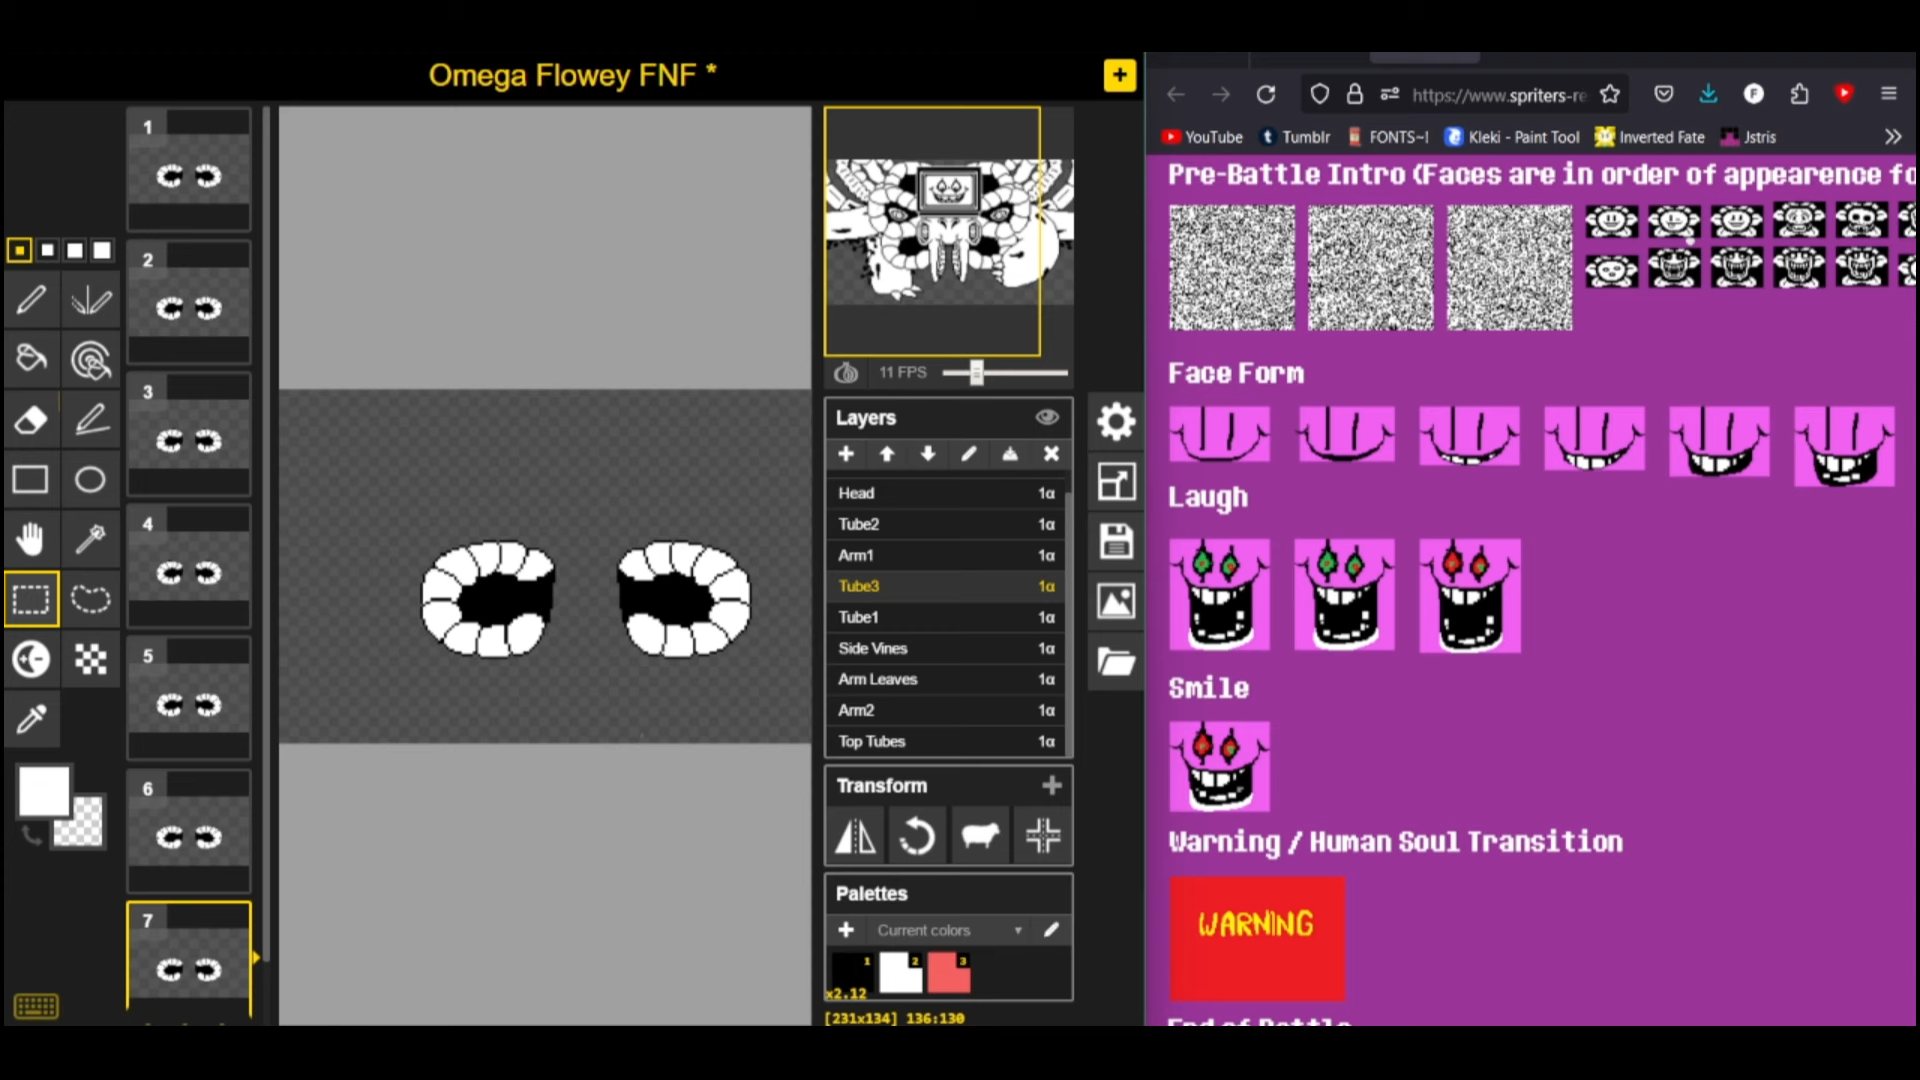 Omega Flowey FNF *
+
https://www.spriters-re
YouTube
Tumblr
FONTS~!
Kleki - Paint Tool
Inverted Fate
Jstris
1
2
3
4
5
6
7
11 FPS
Layers
Head 1α
Tube2 1α
Arm1 1α
Tube3 1α
Tube1 1α
Side Vines 1α
Arm Leaves 1α
Arm2 1α
Top Tubes 1α
Transform
Palettes
Current colors
1 2 3
x2.12
[231x134] 136:130
Pre-Battle Intro (Faces are in order of appearence fo
Face Form
Laugh
Smile
Warning / Human Soul Transition
WARNING
End of Battle